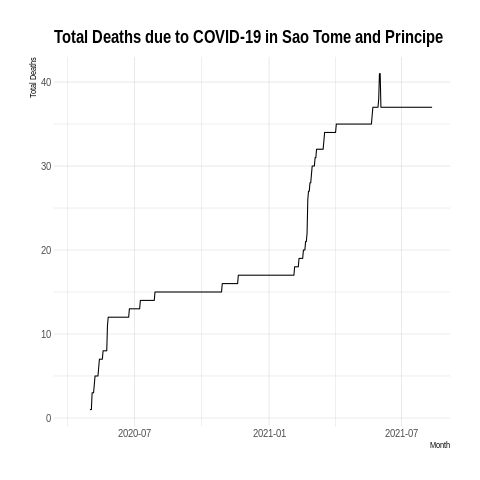 Total Deaths due to COVID-19 in Sao Tome and Principe
Total Deaths
40
30
20
10
0
2020-07
2021-01
2021-07
Month